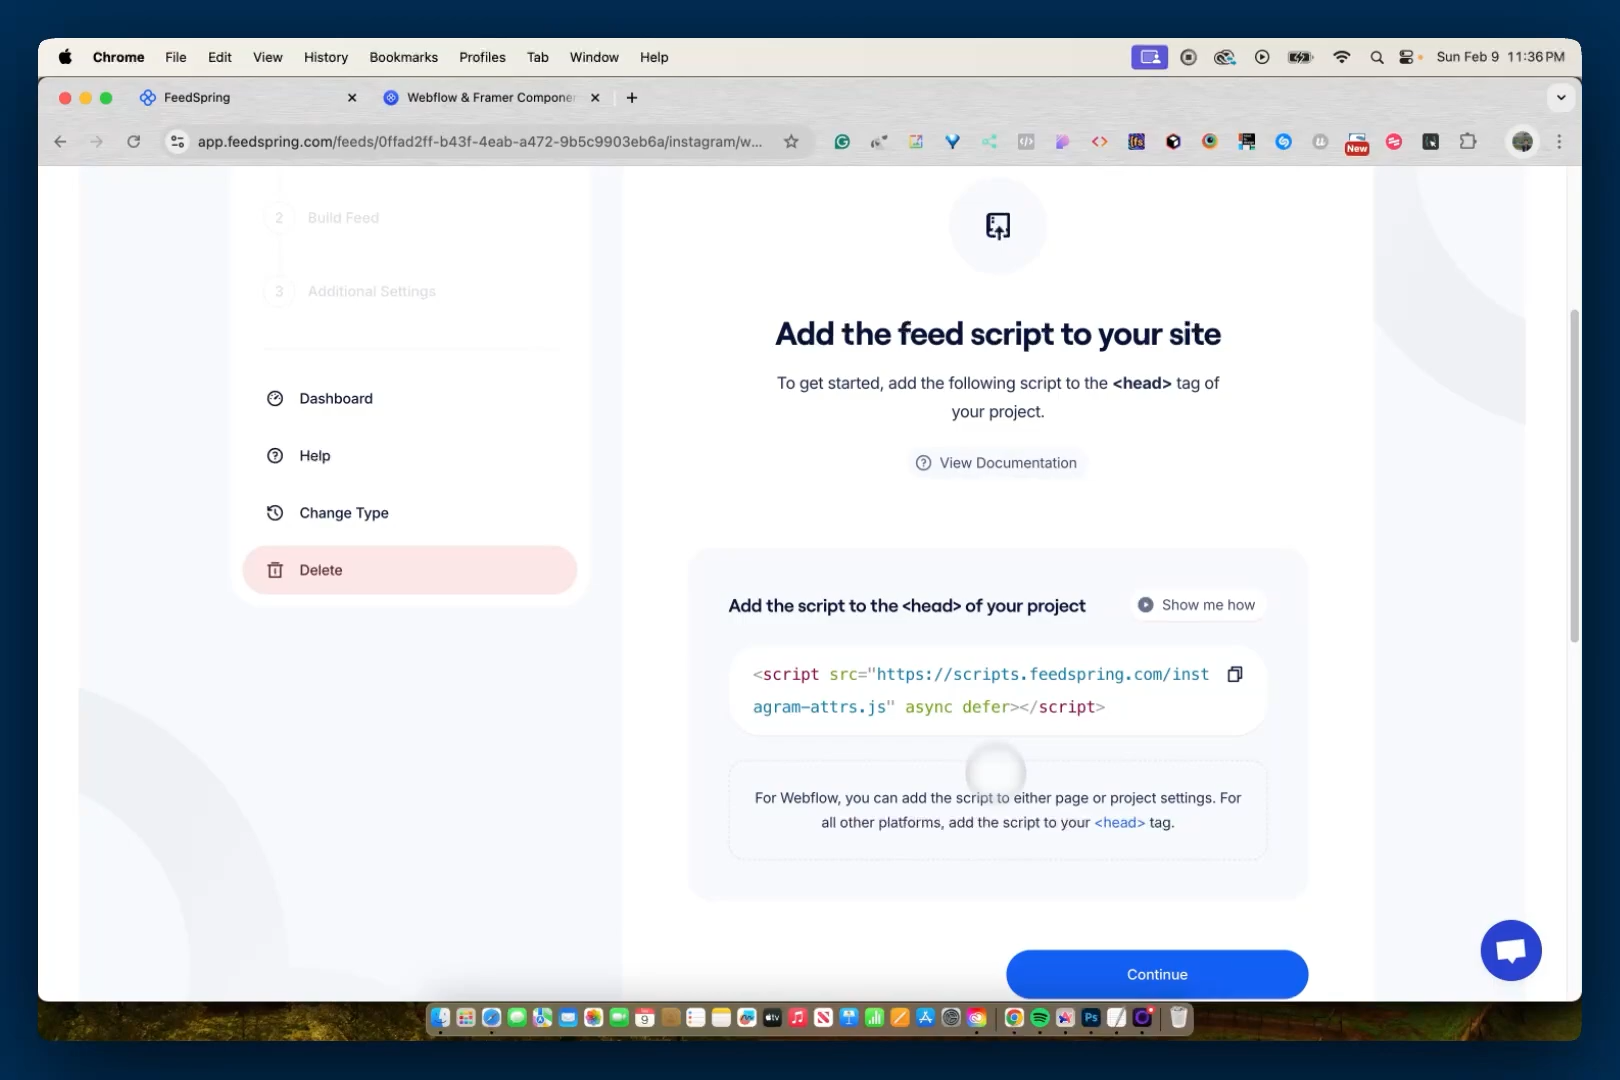 Chrome File Edit View History Bookmarks Profiles Tab Window Help Sun Feb 9 11:36 PM
FeedSpring Webflow & Framer Componen
app.feedspring.com/feeds/0ffad2ff-b43f-4eab-a472-9b5c9903eb6a/instagram/w... New
2 Build Feed
3 Additional Settings
Dashboard
Help
Change Type
Delete
Add the feed script to your site
To get started, add the following script to the <head> tag of
your project.
View Documentation
Add the script to the <head> of your project Show me how
<script src="https://scripts.feedspring.com/inst
agram-attrs.js" async defer></script>
For Webflow, you can add the script to either page or project settings. For
all other platforms, add the script to your <head> tag.
Continue
9 tv Ps